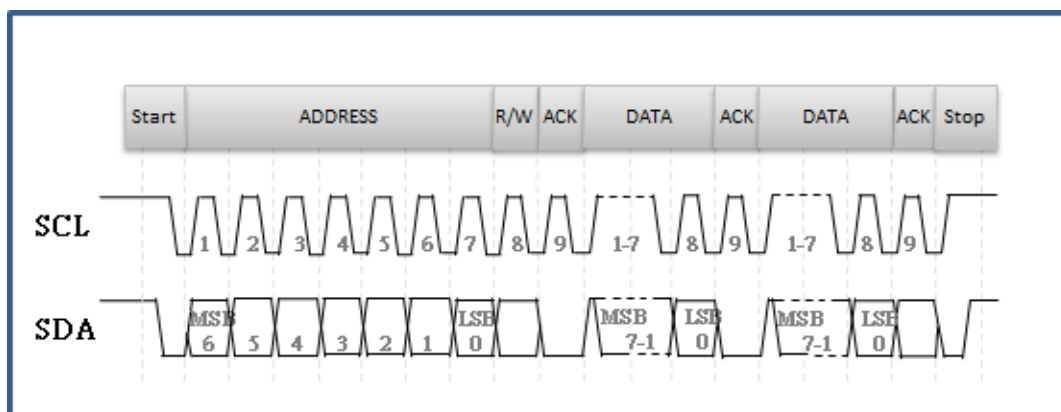 Start ADDRESS R/W ACK DATA ACK DATA ACK Stop
SCL 1 2 3 4 5 6 7 8 9 1-7 8 9 1-7 8 9
SDA MSB LSB MSB LSB MSB LSB
6 5 4 3 2 1 0 7-1 0 7-1 0